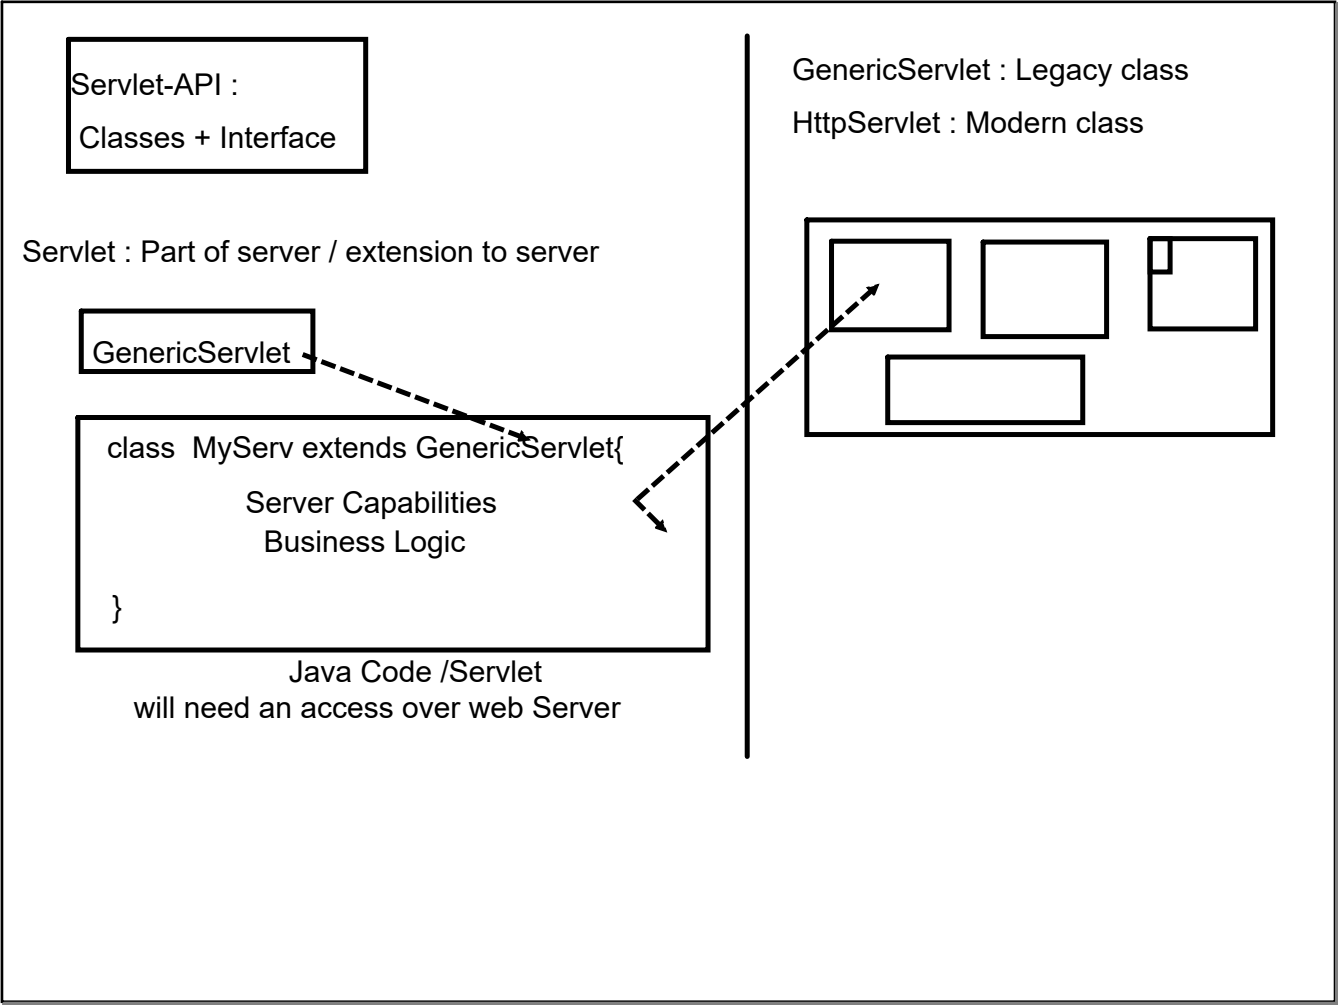 Servlet-API :
Classes + Interface
Servlet : Part of server / extension to server
GenericServlet
class  MyServ extends GenericServlet{
Server Capabilities
Business Logic
}
Java Code /Servlet
will need an access over web Server
GenericServlet : Legacy class
HttpServlet : Modern class